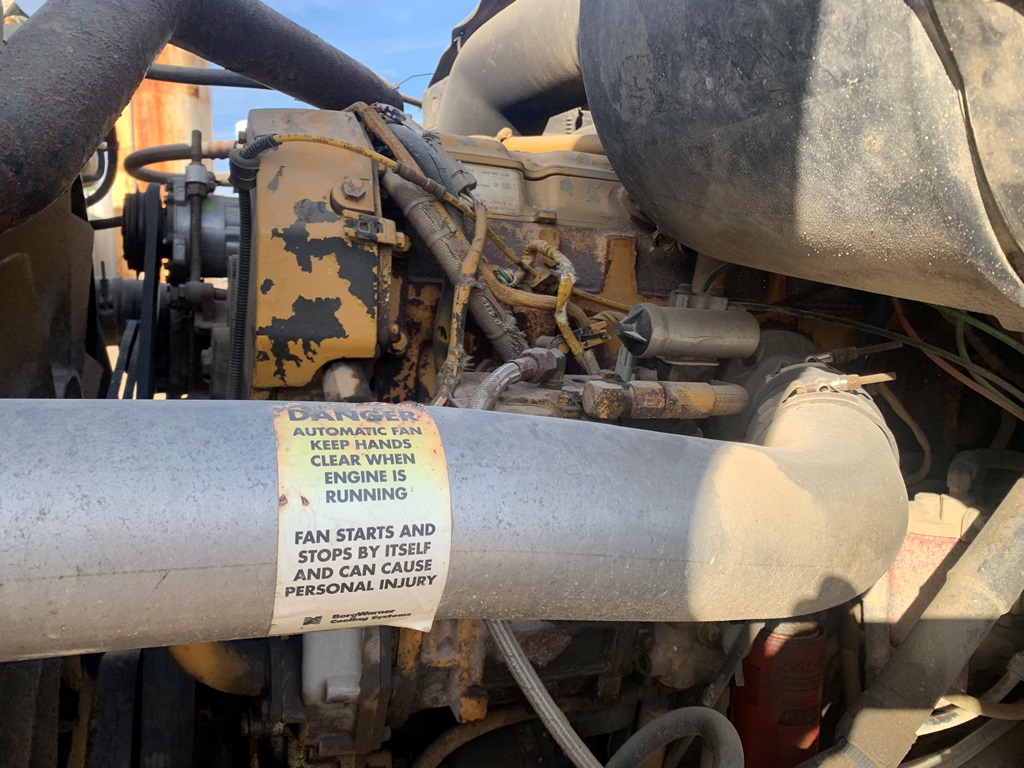 DANGER
AUTOMATIC FAN
KEEP HANDS
CLEAR WHEN
ENGINE IS
RUNNING
FAN STARTS AND
STOPS BY ITSELF
AND CAN CAUSE
PERSONAL INJURY
BorgWarner
Cooling Systems